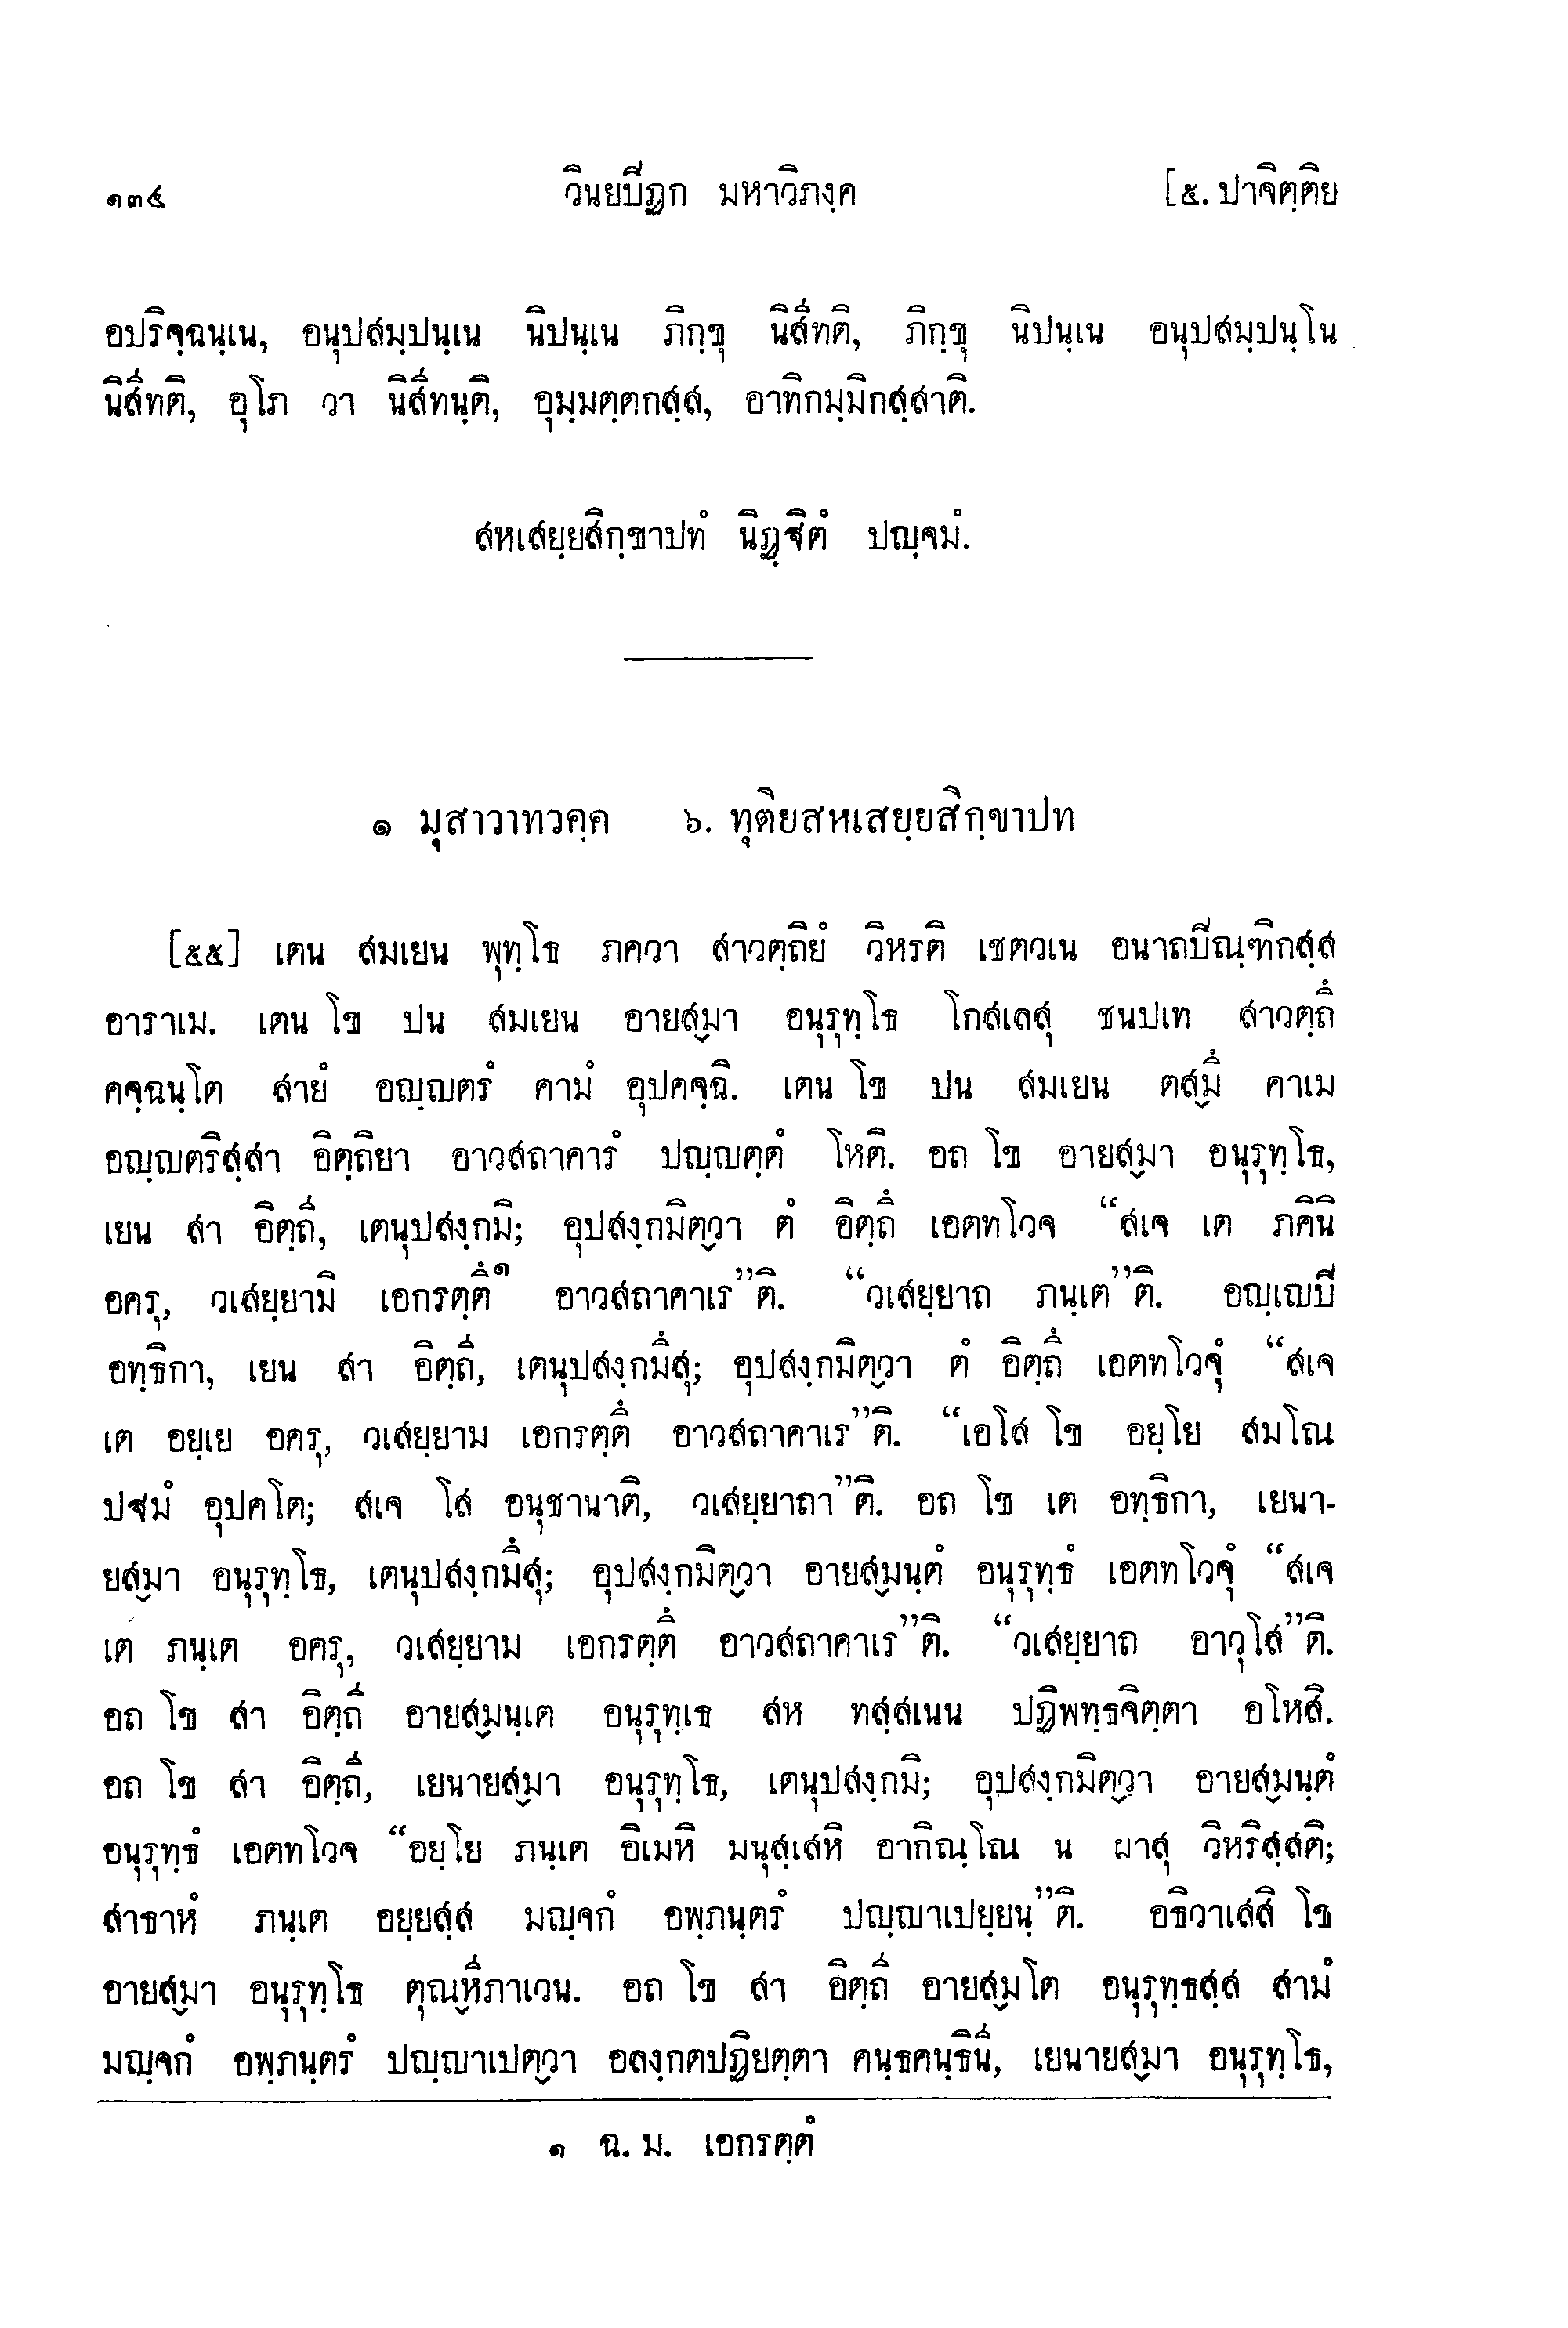 ๑๓๔ วินยปิฏก มหาวิภงฺค [๕. ปาจิตฺติย
อปริจฺฉนฺเน, อนุปสมฺปนฺเน นิปนฺเน ภิกฺขุ นิสีทติ, ภิกฺขุ นิปนฺเน อนุปสมฺปนฺโน
นิสีทติ, อุโภ วา นิสีทนฺติ, อุมฺมตฺตกสฺส, อาทิกมฺมิกสฺสาติ.
สหเสยฺยสิกฺขาปทํ นิฏฺฐิตํ ปญฺจมํ.
๑ มุสาวาทวคฺค ๖. ทุติยสหเสยฺยสิกฺขาปท
[๕๕] เตน สมเยน พุทฺโธ ภควา สาวตฺถิยํ วิหรติ เชตวเน อนาถปิณฺฑิกสฺส
อาราเม. เตน โข ปน สมเยน อายสฺมา อนุรุทฺโธ โกสเลสุ ชนปเท สาวตฺถึ
คจฺฉนฺโต สายํ อญฺญตรํ คามํ อุปคจฺฉิ. เตน โข ปน สมเยน ตสฺมึ คาเม
อญฺญตริสฺสา อิตฺถิยา อาวสถาคารํ ปญฺญตฺตํ โหติ. อถ โข อายสฺมา อนุรุทฺโธ,
เยน สา อิตฺถี, เตนุปสงฺกมิ; อุปสงฺกมิตฺวา ตํ อิตฺถึ เอตทโวจ “สเจ เต ภคินิ
อครุ, วเสยฺยามิ เอกรตฺตึ๑ อาวสถาคาเร”ติ. “วเสยฺยาถ ภนฺเต”ติ. อญฺเญปิ
อทฺธิกา, เยน สา อิตฺถี, เตนุปสงฺกมึสุ; อุปสงฺกมิตฺวา ตํ อิตฺถึ เอตทโวจุํ “สเจ
เต อยฺเย อครุ, วเสยฺยาม เอกรตฺตึ อาวสถาคาเร”ติ. “เอโส โข อยฺโย สมโณ
ปฐมํ อุปคโต; สเจ โส อนุชานาติ, วเสยฺยาถา”ติ. อถ โข เต อทฺธิกา, เยนา-
ยสฺมา อนุรุทฺโธ, เตนุปสงฺกมึสุ; อุปสงฺกมิตฺวา อายสฺมนฺตํ อนุรุทฺธํ เอตทโวจุํ “สเจ
เต ภนฺเต อครุ, วเสยฺยาม เอกรตฺตึ อาวสถาคาเร”ติ. “วเสยฺยาถ อาวุโส”ติ.
อถ โข สา อิตฺถี อายสฺมนฺเต อนุรุทฺเธ สห ทสฺสเนน ปฏิพทฺธจิตฺตา อโหสิ.
อถ โข สา อิตฺถี, เยนายสฺมา อนุรุทฺโธ, เตนุปสงฺกมิ; อุปสงฺกมิตฺวา อายสฺมนฺตํ
อนุรุทฺธํ เอตทโวจ “อยฺโย ภนฺเต อิเมหิ มนุสฺเสหิ อากิณฺโณ น ผาสุ วิหริสฺสติ;
สาธาหํ ภนฺเต อยฺยสฺส มญฺจกํ อพฺภนฺตรํ ปญฺญาเปยฺยนฺ”ติ. อธิวาเสสิ โข
อายสฺมา อนุรุทฺโธ ตุณฺหีภาเวน. อถ โข สา อิตฺถี อายสฺมโต อนุรุทฺธสฺส สามํ
มญฺจกํ อพฺภนฺตรํ ปญฺญาเปตฺวา อลงฺกตปฏิยตฺตา คนฺธคนฺธินี, เยนายสฺมา อนุรุทฺโธ,
๑ ฉ. ม. เอกรตฺตํ